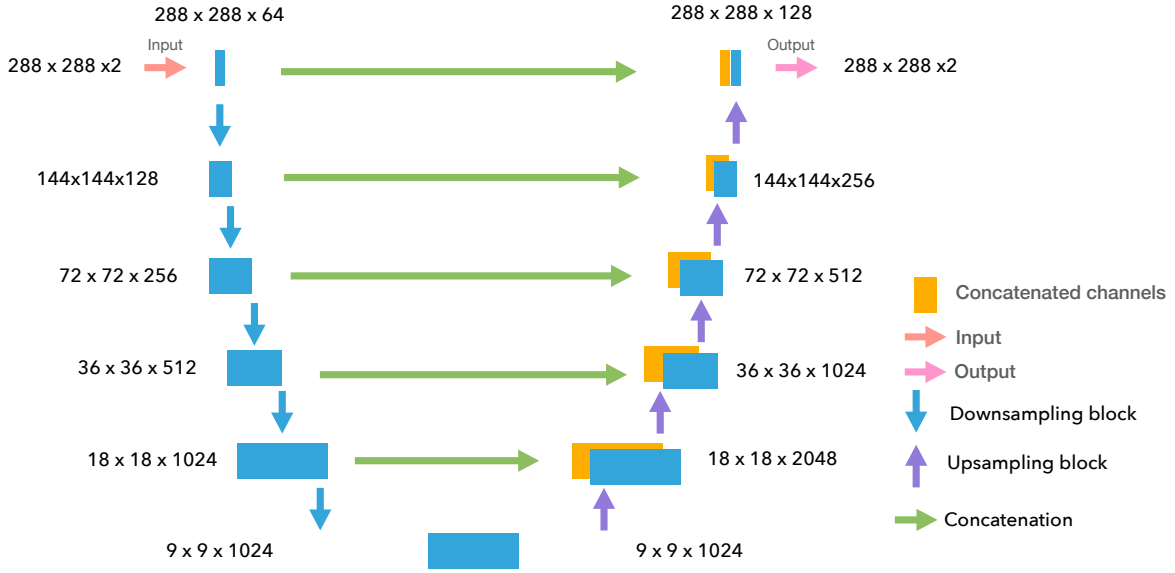 288 x 288 x 64
288 x 288 x 128
Input
Output
288 x 288 x2
288 x 288 x2
144x144x128
144x144x256
72 x 72 x 256
72 x 72 x 512
Concatenated channels
Input
36 x 36 x 512
36 x 36 x 1024
Output
Downsampling block
18 x 18 x 1024
18 x 18 x 2048
Upsampling block
Concatenation
9 x 9 x 1024
9 x 9 x 1024